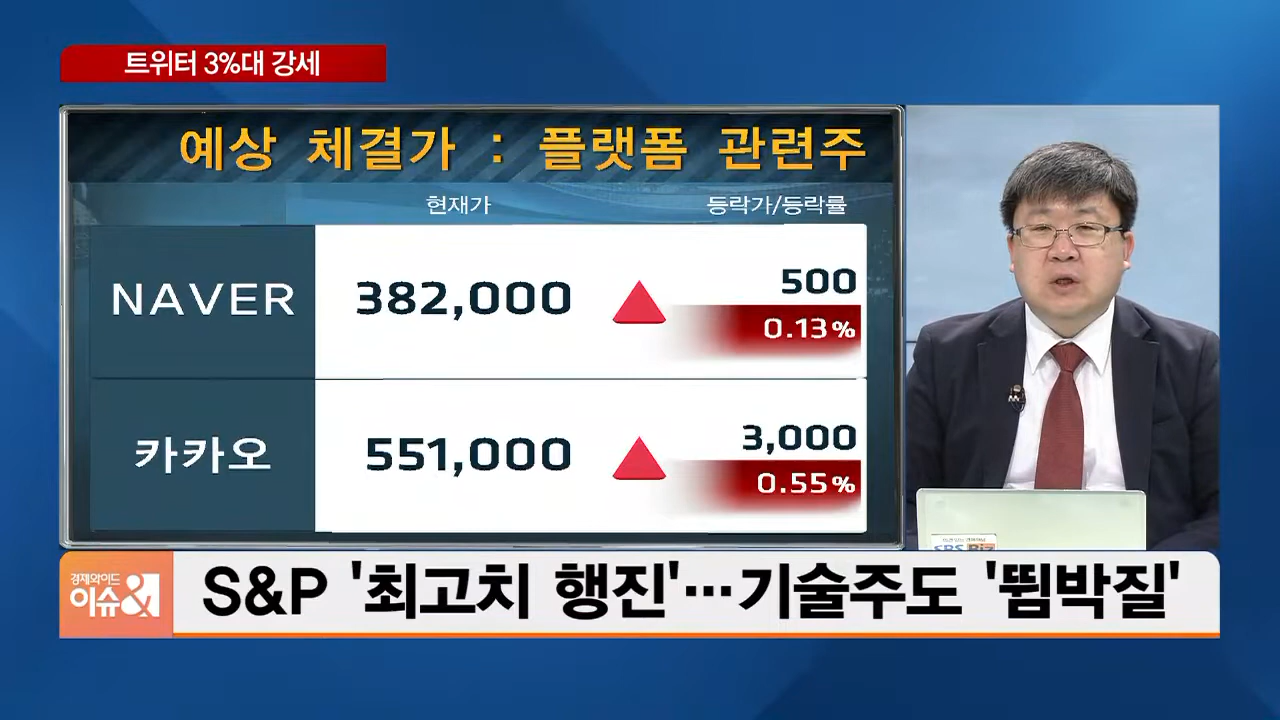 트위터 3%대 강세
예상 체결가 : 플랫폼 관련주
현재가 등락가/등락률
NAVER 382,000 ▲ 500
0.13%
카카오 551,000 ▲ 3,000
0.55%
SBS Biz
경제와이드
이슈&
S&P '최고치 행진'…기술주도 '뜀박질'